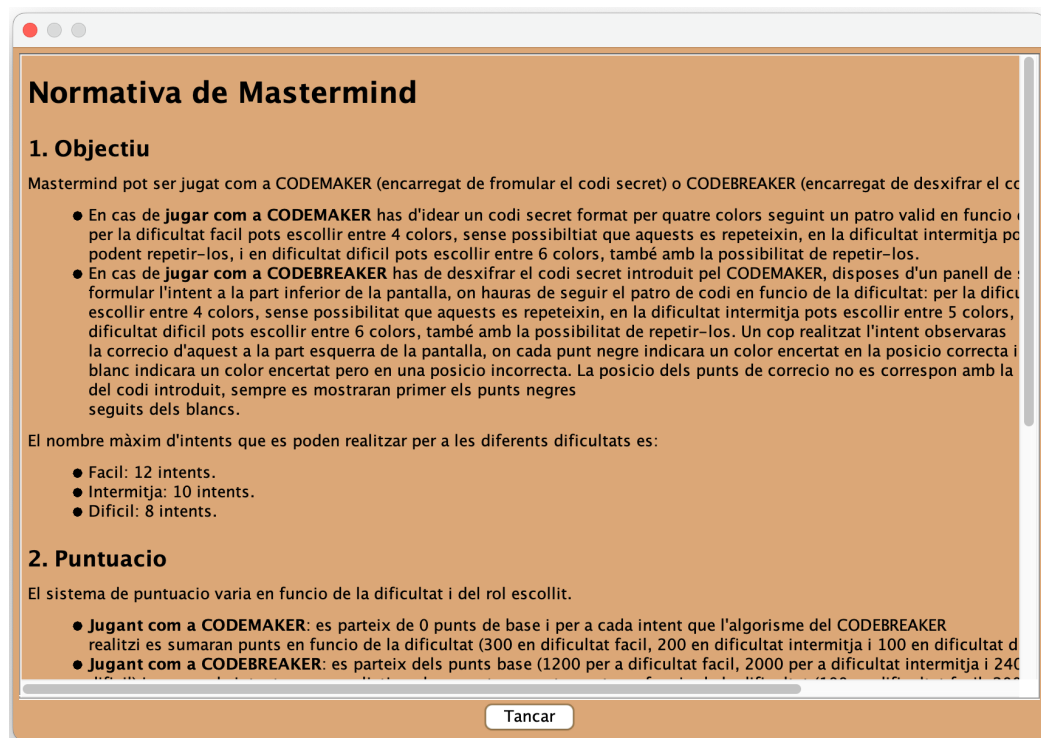 Normativa de Mastermind
1. Objectiu
Mastermind pot ser jugat com a CODEMAKER (encarregat de fromular el codi secret) o CODEBREAKER (encarregat de desxifrar el cc
● En cas de jugar com a CODEMAKER has d'idear un codi secret format per quatre colors seguint un patro valid en funcio
per la dificultat facil pots escollir entre 4 colors, sense possibiltiat que aquests es repeteixin, en la dificultat intermitja po
podent repetir-los, i en dificultat dificil pots escollir entre 6 colors, també amb la possibilitat de repetir-los.
● En cas de jugar com a CODEBREAKER has de desxifrar el codi secret introduit pel CODEMAKER, disposes d'un panell de
formular l'intent a la part inferior de la pantalla, on hauras de seguir el patro de codi en funcio de la dificultat: per la dificu
escollir entre 4 colors, sense possibilitat que aquests es repeteixin, en la dificultat intermitja pots escollir entre 5 colors,
dificultat dificil pots escollir entre 6 colors, també amb la possibilitat de repetir-los. Un cop realitzat l'intent observaras
la correcio d'aquest a la part esquerra de la pantalla, on cada punt negre indicara un color encertat en la posicio correcta i
blanc indicara un color encertat pero en una posicio incorrecta. La posicio dels punts de correcio no es correspon amb la
del codi introduit, sempre es mostraran primer els punts negres
seguits dels blancs.
El nombre màxim d'intents que es poden realitzar per a les diferents dificultats es:
● Facil: 12 intents.
● Intermitja: 10 intents.
● Dificil: 8 intents.
2. Puntuacio
El sistema de puntuacio varia en funcio de la dificultat i del rol escollit.
● Jugant com a CODEMAKER: es parteix de 0 punts de base i per a cada intent que l'algorisme del CODEBREAKER
realitzi es sumaran punts en funcio de la dificultat (300 en dificultat facil, 200 en dificultat intermitja i 100 en dificultat d
● Jugant com a CODEBREAKER: es parteix dels punts base (1200 per a dificultat facil, 2000 per a dificultat intermitja i 240
Tancar